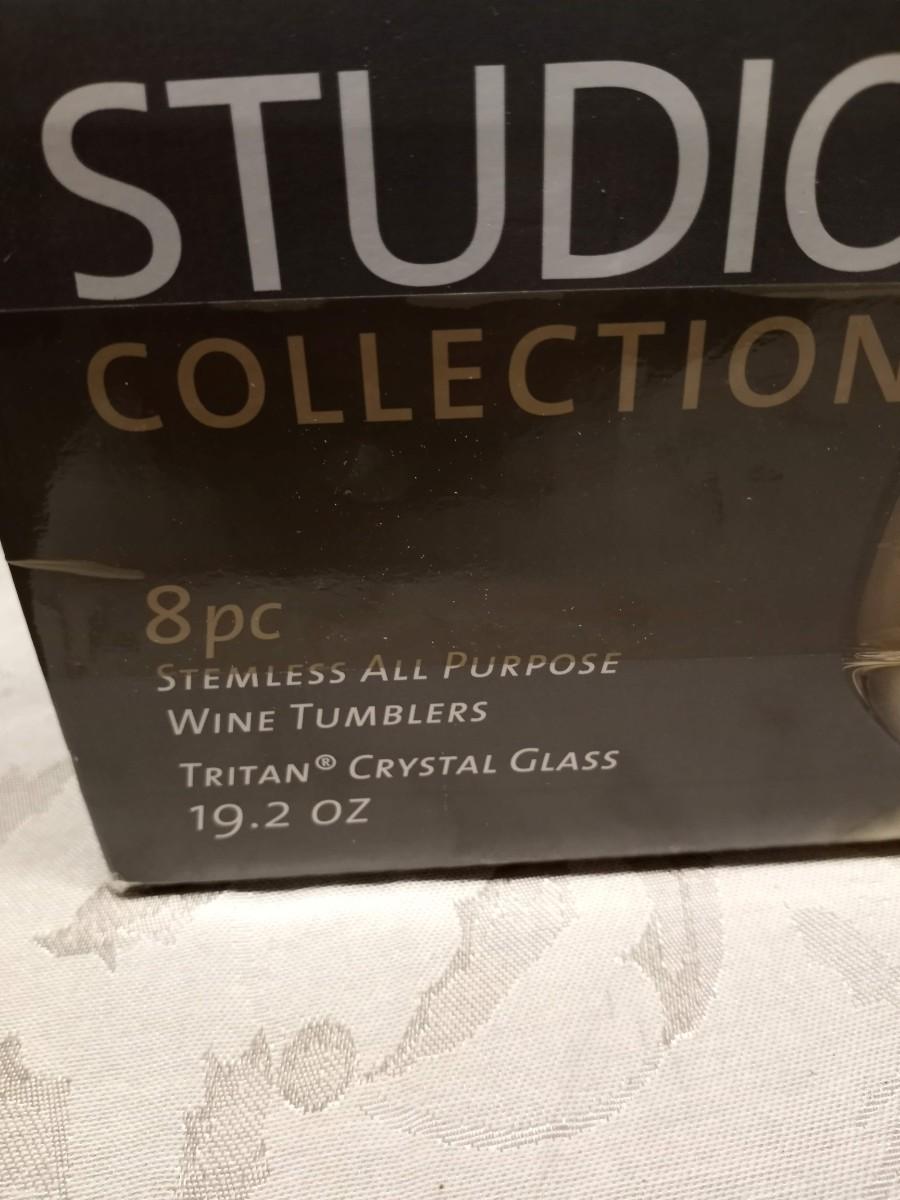 STUDIO
COLLECTION
8pc
STEMLESS ALL PURPOSE
WINE TUMBLERS
TRITAN® CRYSTAL GLASS
19.2 OZ